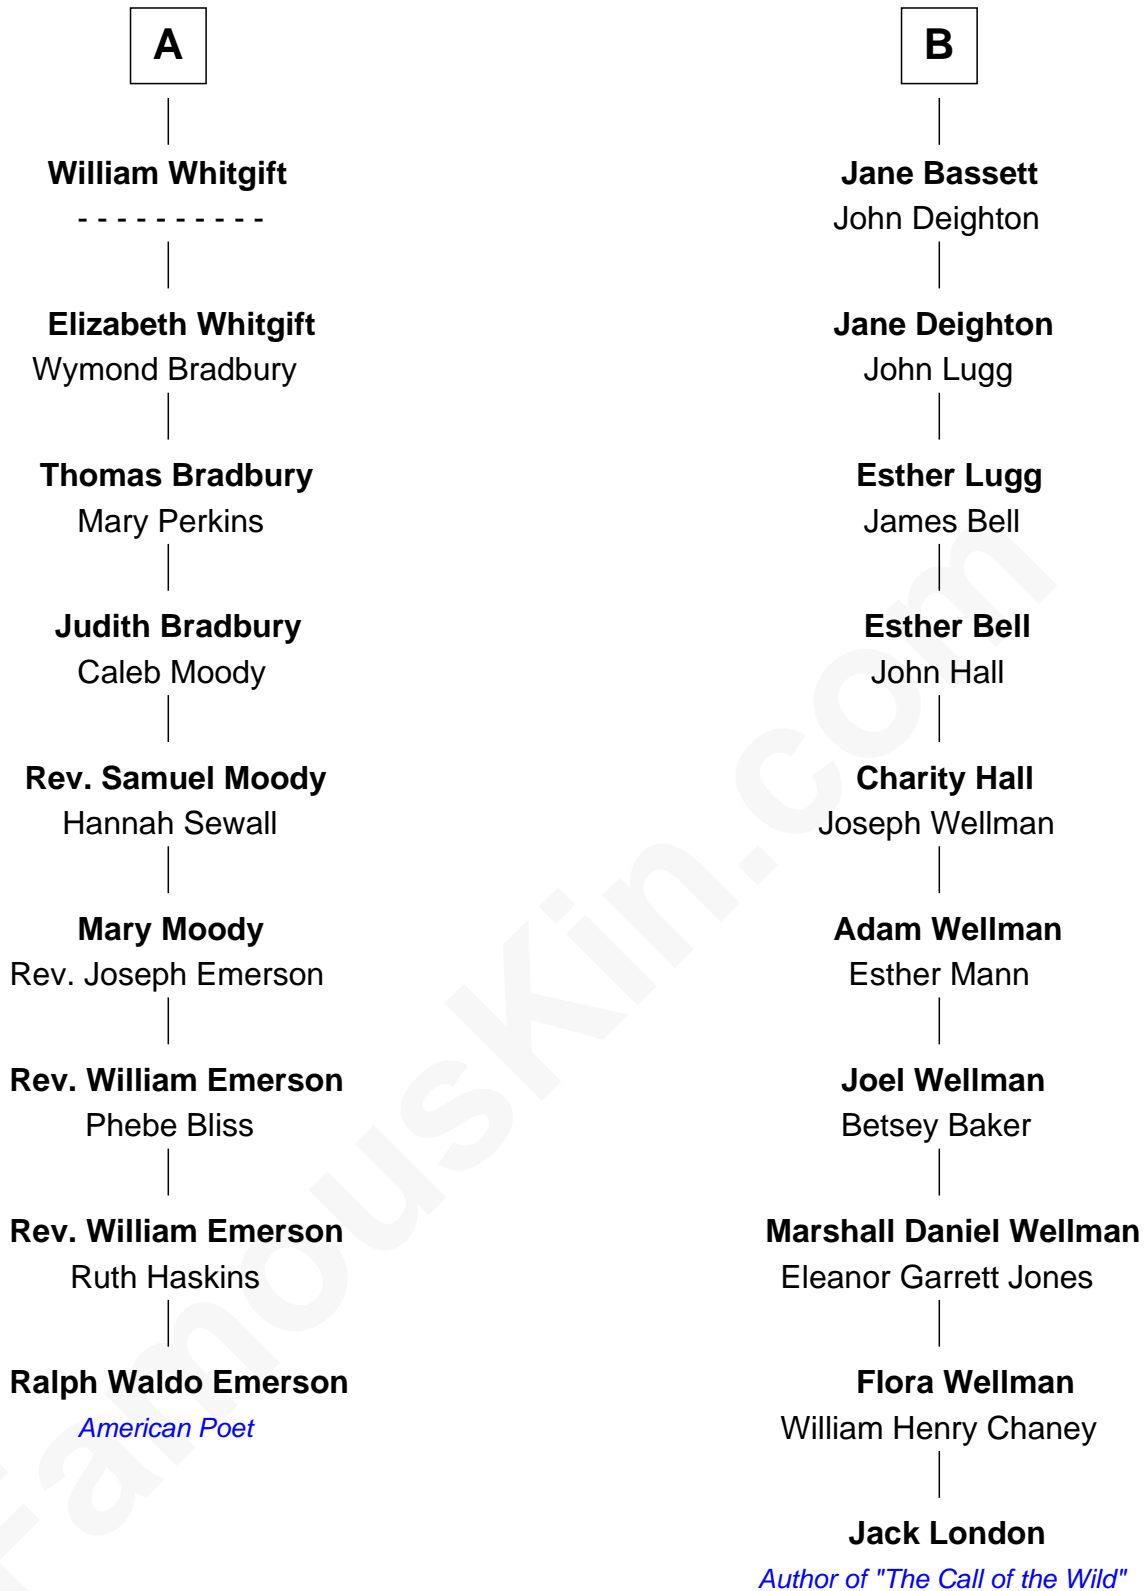 A
William Whitgift
- - - - - - - - - -
Elizabeth Whitgift
Wymond Bradbury
Thomas Bradbury
Mary Perkins
Judith Bradbury
Caleb Moody
Rev. Samuel Moody
Hannah Sewall
Mary Moody
Rev. Joseph Emerson
Rev. William Emerson
Phebe Bliss
Rev. William Emerson
Ruth Haskins
Ralph Waldo Emerson
American Poet
B
Jane Bassett
John Deighton
Jane Deighton
John Lugg
Esther Lugg
James Bell
Esther Bell
John Hall
Charity Hall
Joseph Wellman
Adam Wellman
Esther Mann
Joel Wellman
Betsey Baker
Marshall Daniel Wellman
Eleanor Garrett Jones
Flora Wellman
William Henry Chaney
Jack London
Author of "The Call of the Wild"
FamousKin.com